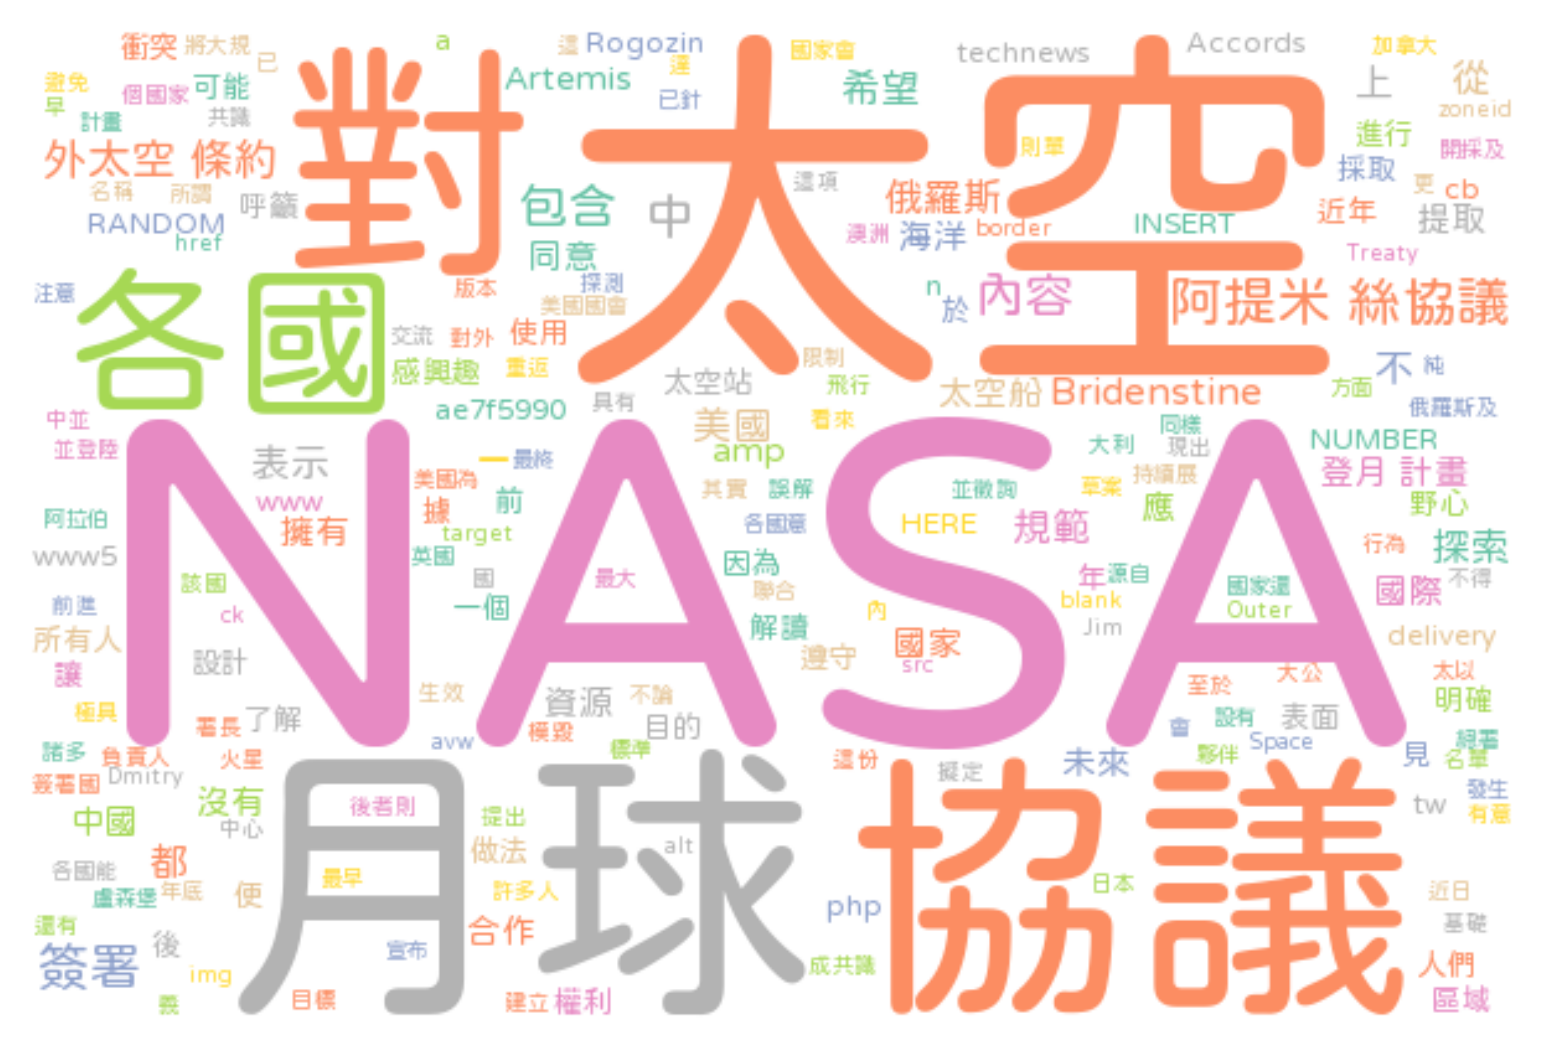 衝突 將大規 已 a 這 Rogozin 國家會 technews Accords 加拿大
避免 可能 Artemis 達 希望 上 從
早 個國家 已針 zoneid
計畫 共識 進行 開採及
外太空 條約 對 太空 則單 採取
名稱 所謂 呼籲 包含 中 這項 俄羅斯 近年 更 cb
RANDOM href 同意 澳洲 海洋 border INSERT 提取
注意 版本 探測 n Treaty
各國 美國國會 於 內容 阿提米 絲協議
交流 對外 使用 限制
感興趣 重返 太空站 飛行 太空船 Bridenstine 不 純
ae7f5990 具有 美國 看來 方面 俄羅斯及
中並 同樣
並登陸 表示 一 最終 amp 大利 現出 NUMBER
NASA
www 美國為 前 其實 誤解 並徵詢 草案 持續展 登月 計畫
阿拉伯 擁有 據 target 各國意 HERE 規範 應 野心
www5 英國 因為 行為 探索
該國 國 最大 聯合 年 源自 國家還 國際 不得
前進 ck 一個 解讀 內 blank Outer
所有人 國家 Jim delivery
讓 設計 遵守 src 至於 大公 太以
極具 生效 資源 不論 明確
署長 了解 模毀 目的 會 設有 表面
諸多 負責人 火星 avw 標準 這份 擬定 未來 夥伴 Space 見 名單
簽署國 Dmitry 月球 協議
中國 沒有 後者則 提出 tw 發生 有意
中心 做法 alt
各國能 都 最早 許多人 日本 近日
盧森堡 年底 便 php
還有 合作 基礎
簽署 後 宣布 成共識 人們
img
義 目標 建立 權利 區域